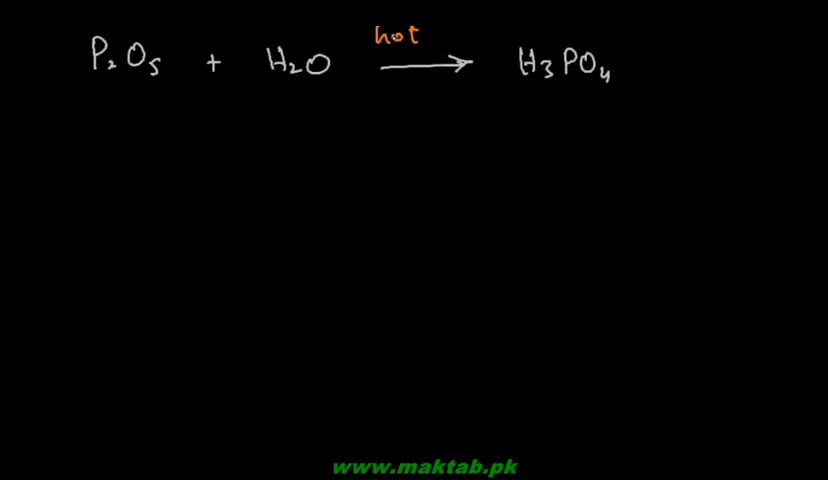 hot
P₂O₅ + H₂O ⟶ H₃PO₄
www.maktab.pk